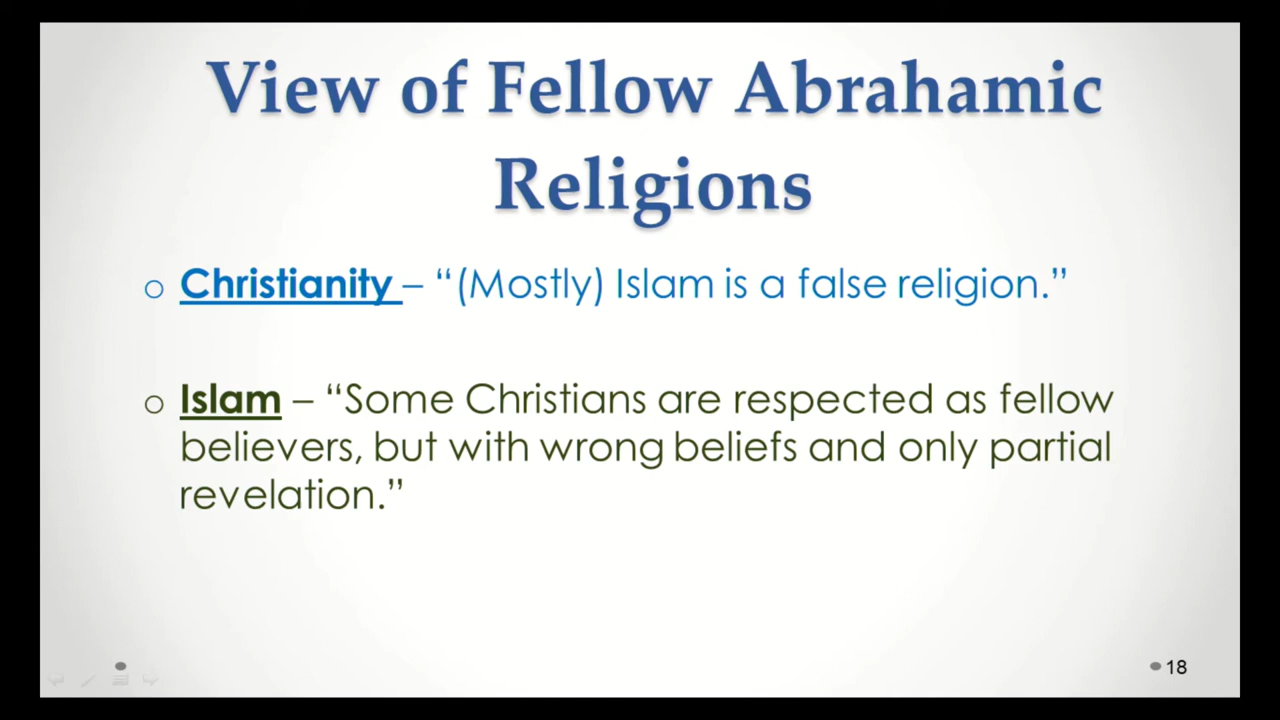 View of Fellow Abrahamic
Religions
o Christianity – “(Mostly) Islam is a false religion.”
o Islam – “Some Christians are respected as fellow
believers, but with wrong beliefs and only partial
revelation.”
18